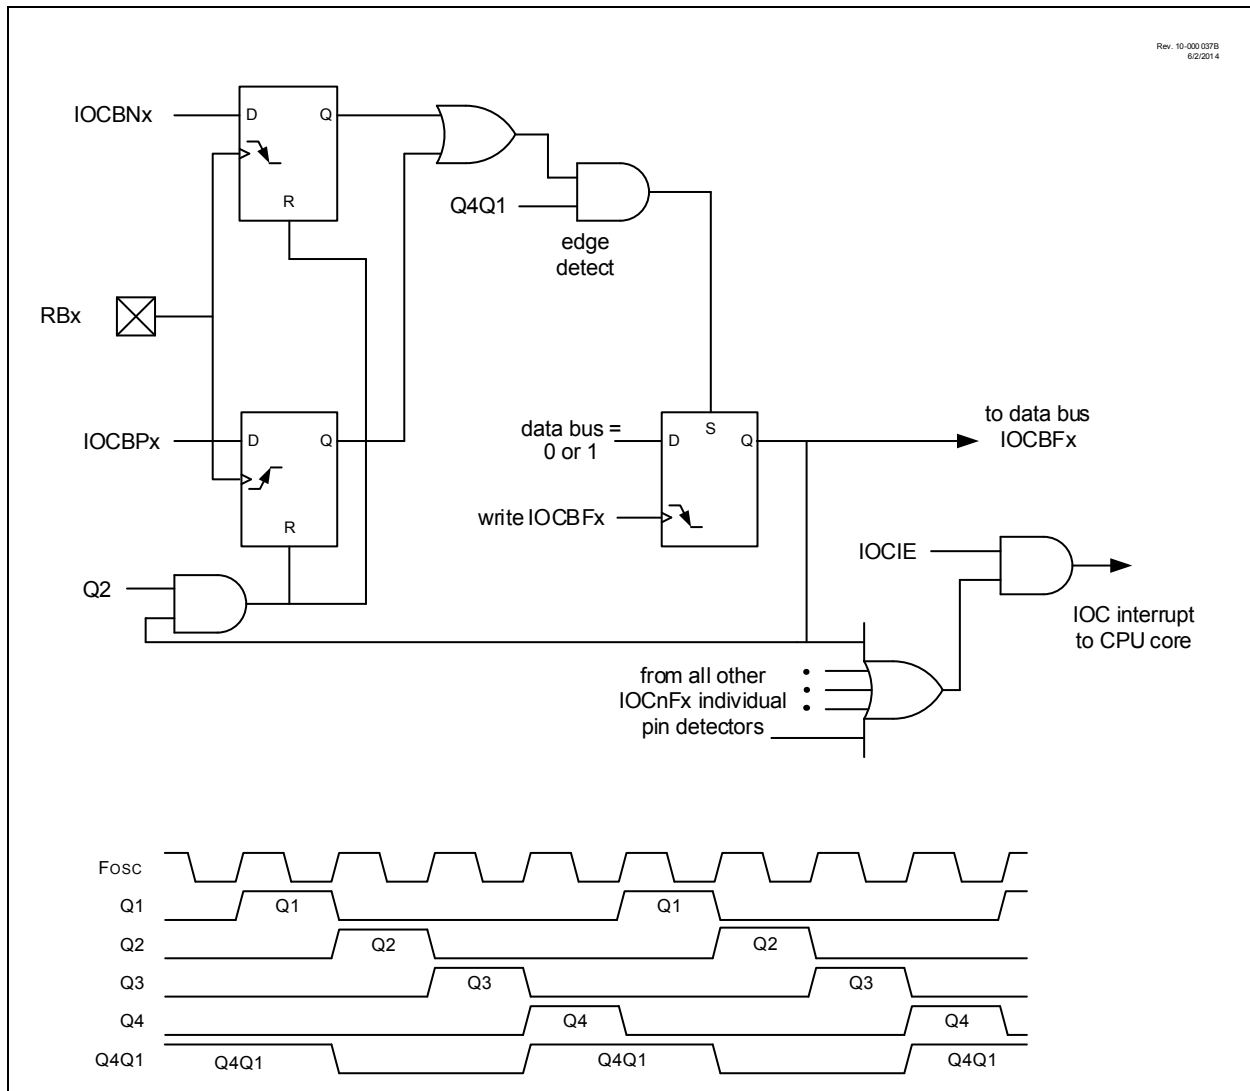 Rev. 10-000 037B
6/2/2014
IOCBNx
D
Q
R
Q4Q1
edge
detect
RBx
IOCBPx
D
Q
R
data bus =
0 or 1
D
S
Q
write IOCBFx
to data bus
IOCBFx
IOCIE
Q2
IOC interrupt
to CPU core
from all other
IOCnFx individual
pin detectors
FOSC
Q1
Q1
Q1
Q2
Q2
Q2
Q3
Q3
Q3
Q4
Q4
Q4
Q4Q1
Q4Q1
Q4Q1
Q4Q1